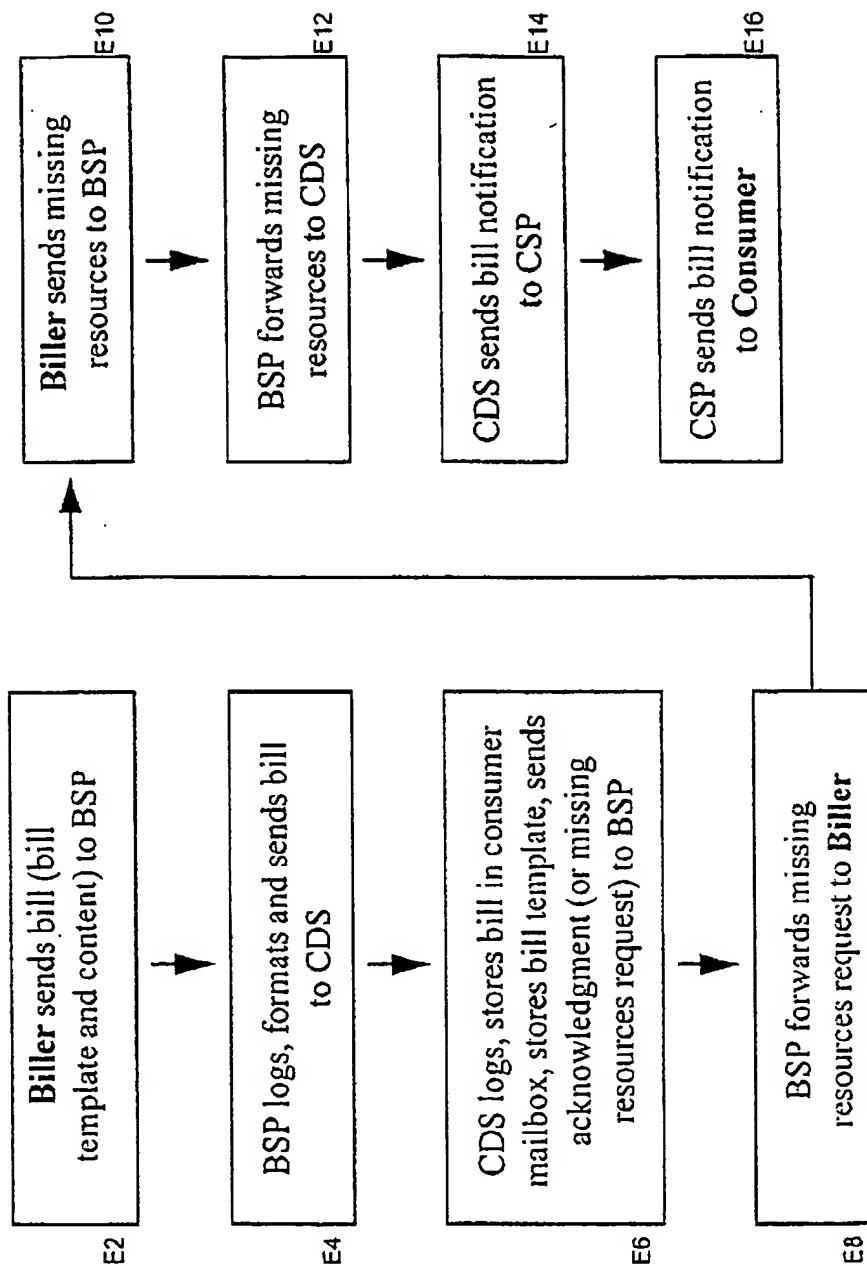 Biller sends bill (bill
template and content) to BSP
E2
BSP logs, formats and sends bill
to CDS
E4
CDS logs, stores bill in consumer
mailbox, stores bill template, sends
acknowledgment (or missing
resources request) to BSP
E6
BSP forwards missing
resources request to Biller
E8
Biller sends missing
resources to BSP
E10
BSP forwards missing
resources to CDS
E12
CDS sends bill notification
to CSP
E14
CSP sends bill notification
to Consumer
E16